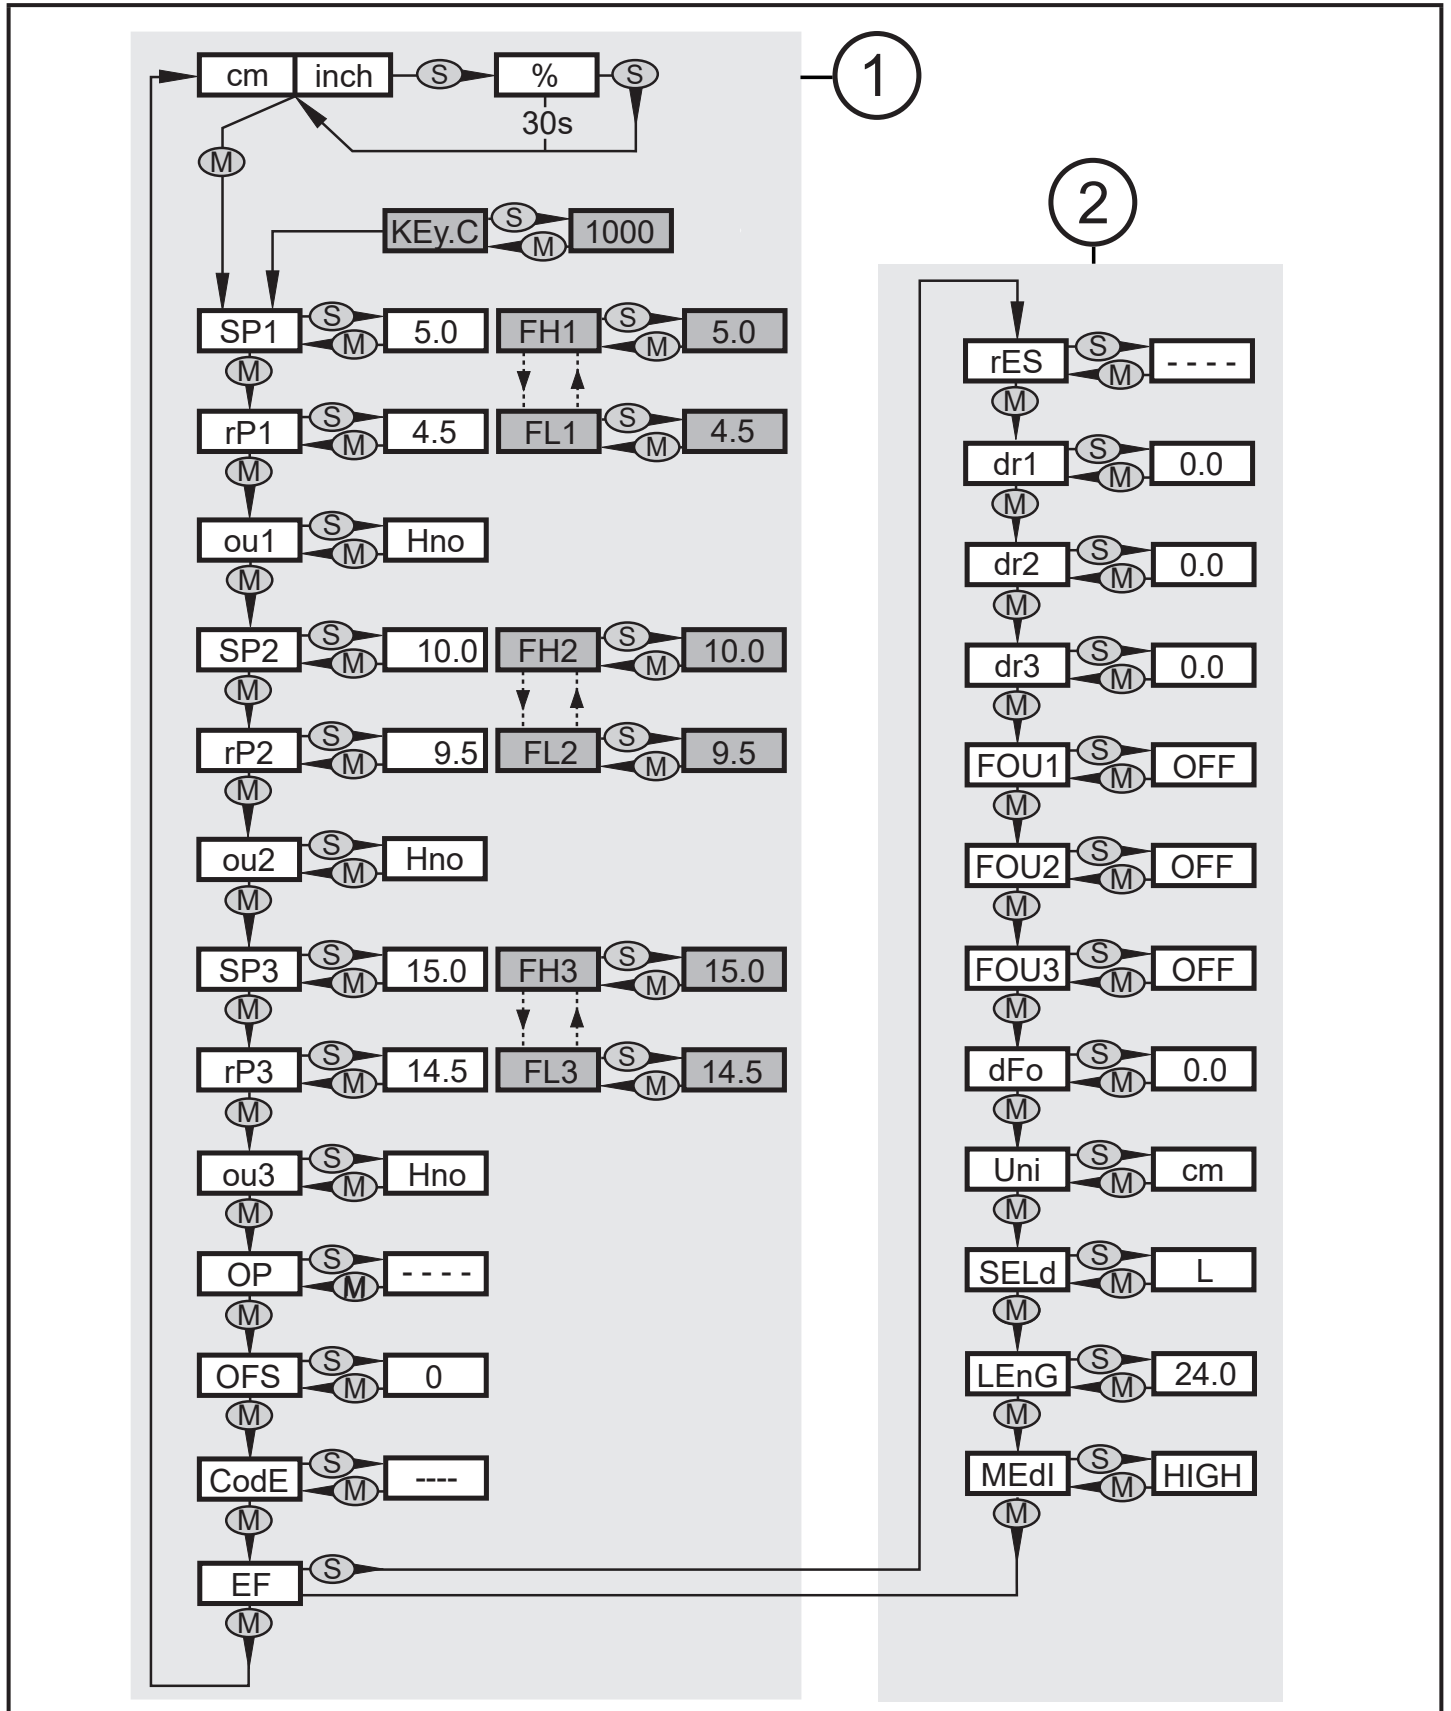 1
cm inch S % S
30s
M
KEy.C S 1000
M
SP1 S 5.0 FH1 S 5.0
M M
M
rP1 S 4.5 FL1 S 4.5
M M
M
ou1 S Hno
M
M
SP2 S 10.0 FH2 S 10.0
M M
M
rP2 S 9.5 FL2 S 9.5
M M
M
ou2 S Hno
M
M
SP3 S 15.0 FH3 S 15.0
M M
M
rP3 S 14.5 FL3 S 14.5
M M
M
ou3 S Hno
M
M
OP S - - - -
M
M
OFS S 0
M
M
CodE S ----
M
M
EF S
M
2
rES S - - - -
M
M
dr1 S 0.0
M
M
dr2 S 0.0
M
M
dr3 S 0.0
M
M
FOU1 S OFF
M
M
FOU2 S OFF
M
M
FOU3 S OFF
M
M
dFo S 0.0
M
M
Uni S cm
M
M
SELd S L
M
M
LEnG S 24.0
M
M
MEdI S HIGH
M
M